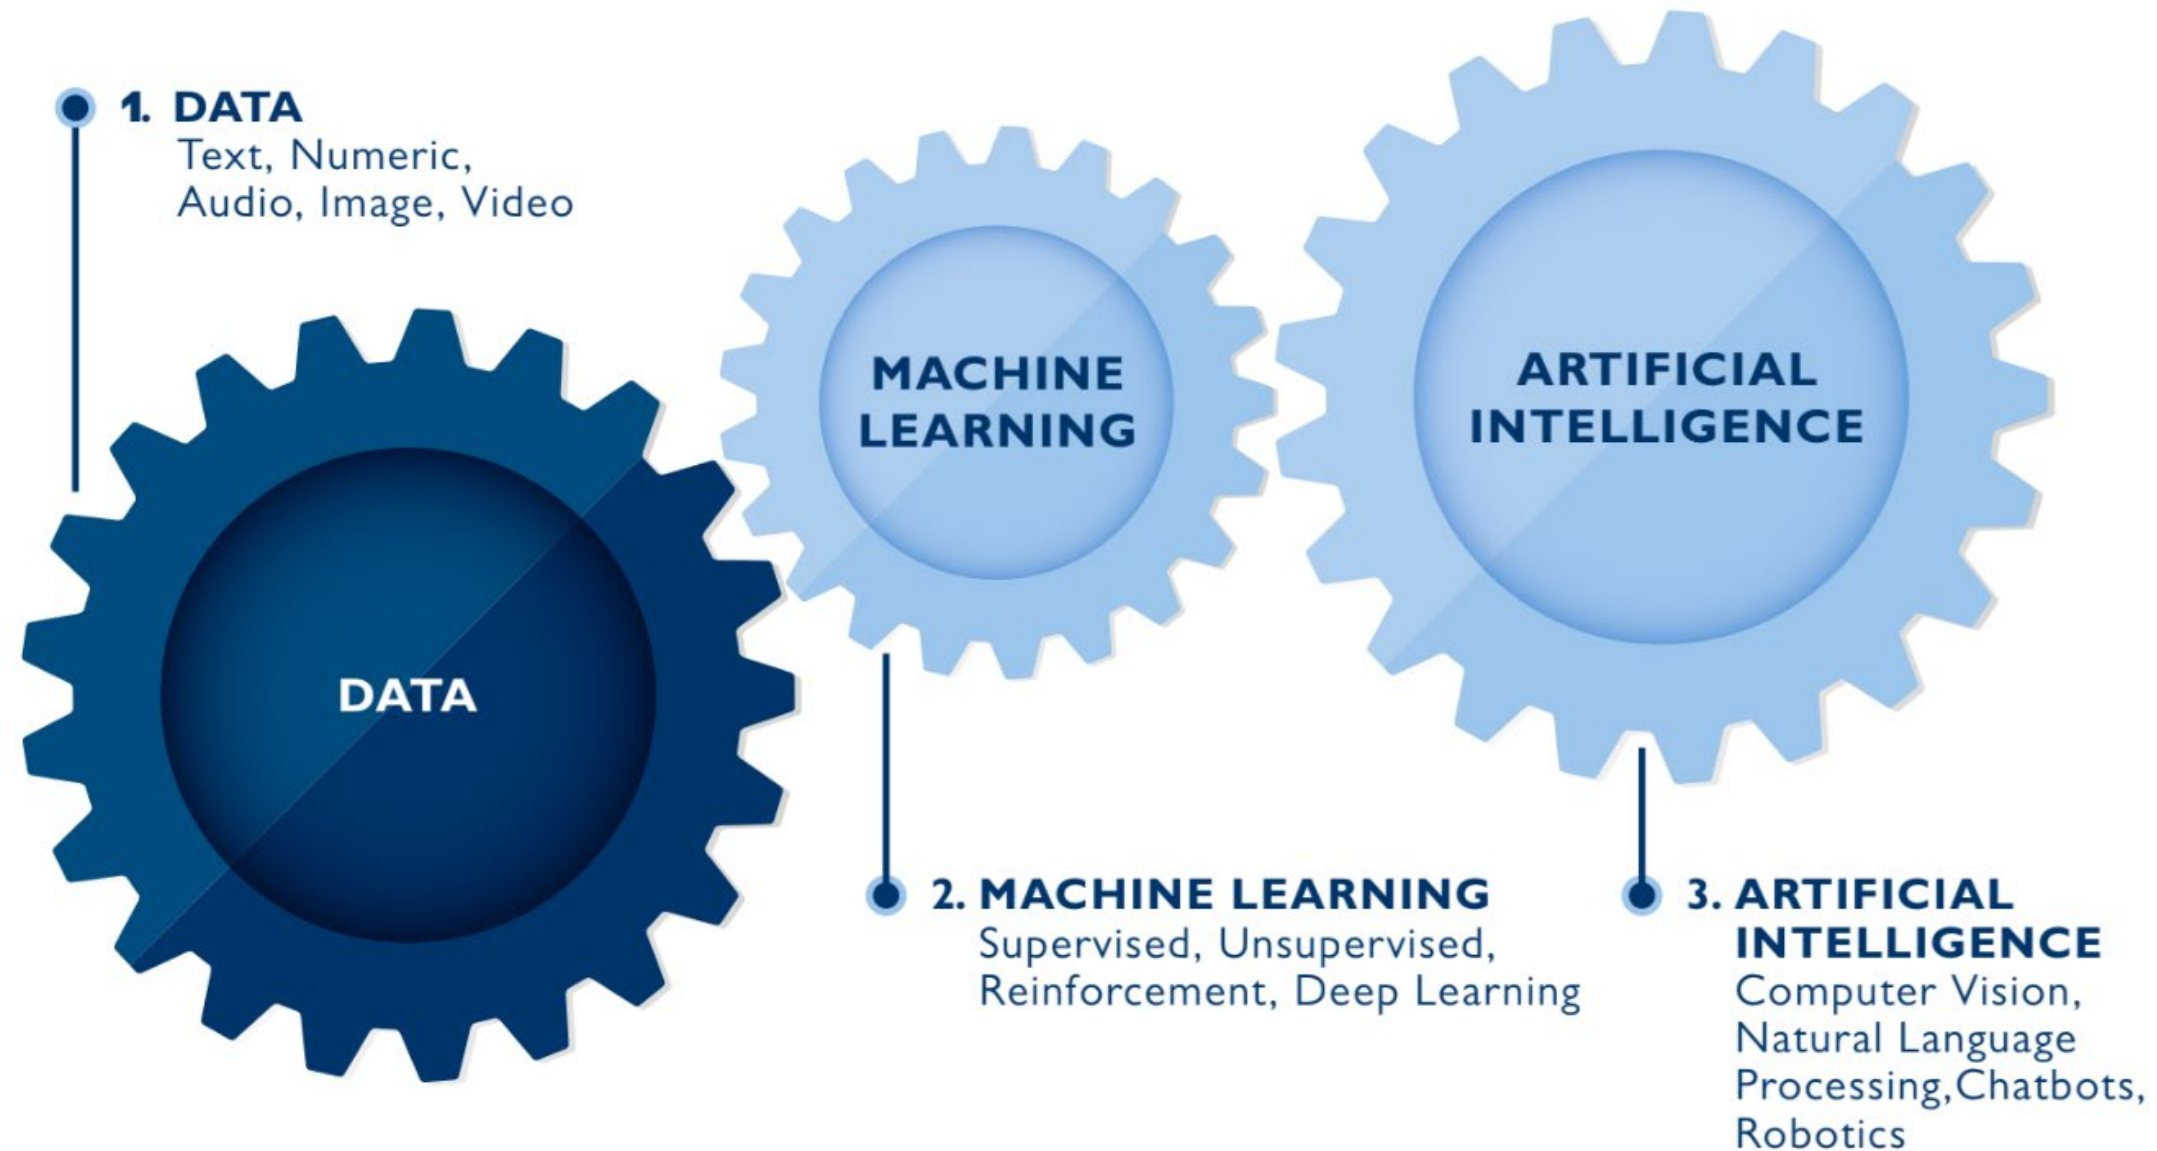 1. DATA
Text, Numeric,
Audio, Image, Video
DATA
MACHINE
LEARNING
ARTIFICIAL
INTELLIGENCE
2. MACHINE LEARNING
Supervised, Unsupervised,
Reinforcement, Deep Learning
3. ARTIFICIAL
INTELLIGENCE
Computer Vision,
Natural Language
Processing,Chatbots,
Robotics